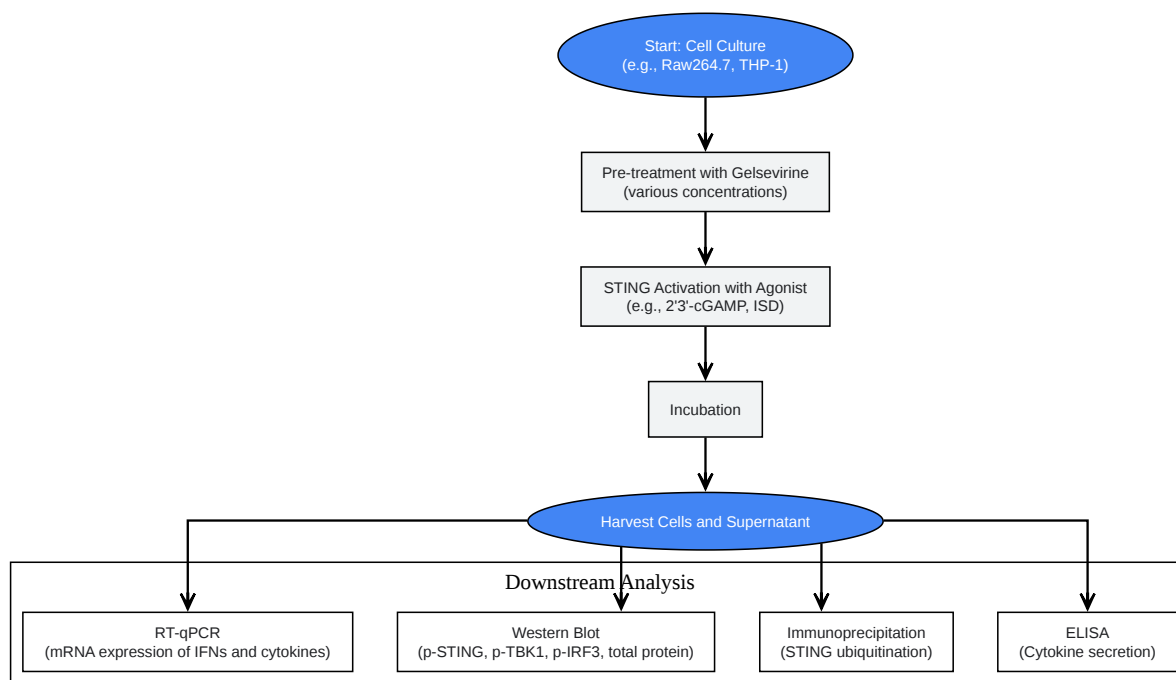 Start: Cell Culture
(e.g., Raw264.7, THP-1)
Pre-treatment with Gelsevirine
(various concentrations)
STING Activation with Agonist
(e.g., 2'3'-cGAMP, ISD)
Incubation
Harvest Cells and Supernatant
Downstream Analysis
RT-qPCR
(mRNA expression of IFNs and cytokines)
Western Blot
(p-STING, p-TBK1, p-IRF3, total protein)
Immunoprecipitation
(STING ubiquitination)
ELISA
(Cytokine secretion)